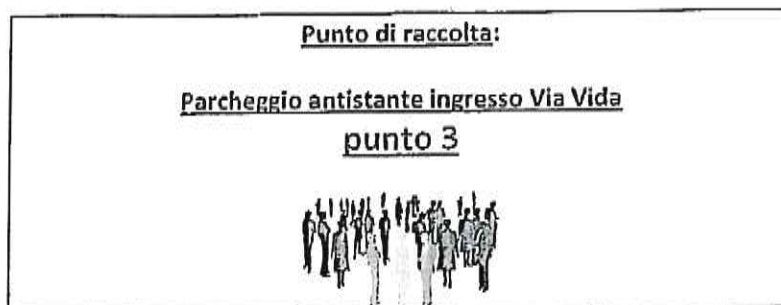 Punto di raccolta:
Parcheggio antistante ingresso Via Vida
punto 3